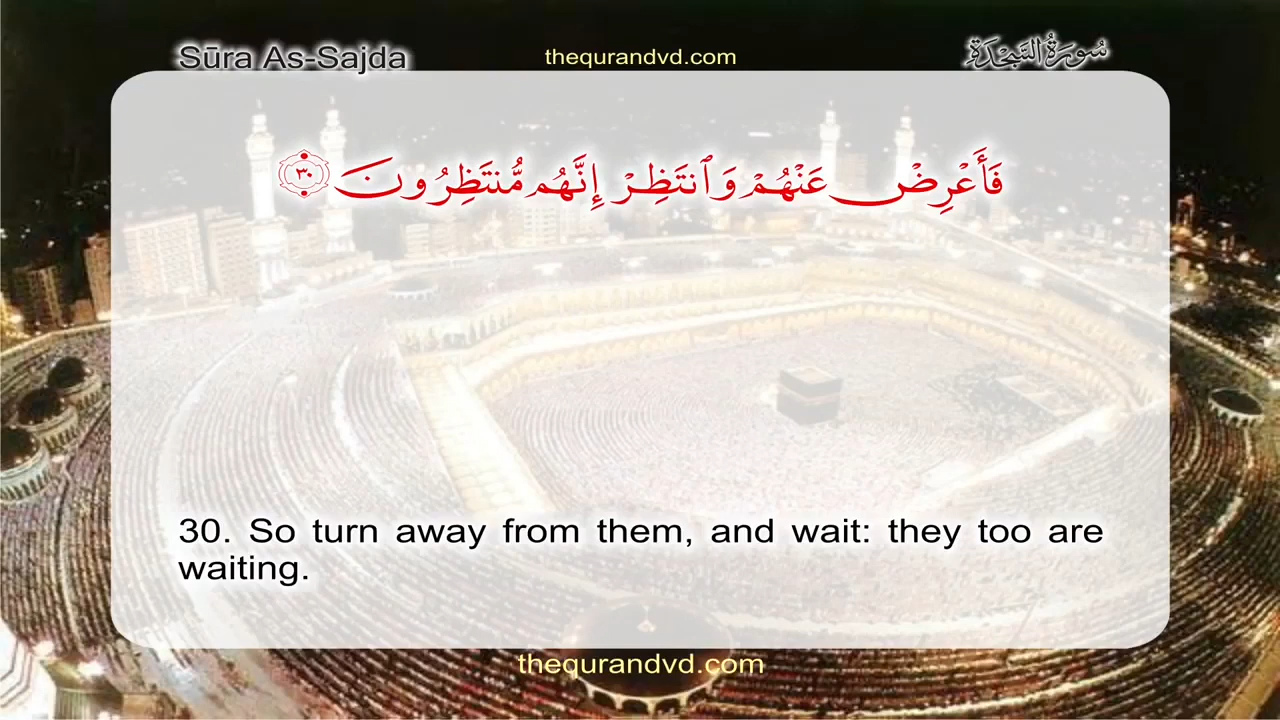 Sūra As-Sajda
thequrandvd.com
سُورَةُ السَّجْدَةِ
فَأَعْرِضْ عَنْهُمْ وَٱنتَظِرْ إِنَّهُم مُّنتَظِرُونَ ٣٠
30. So turn away from them, and wait: they too are
waiting.
thequrandvd.com